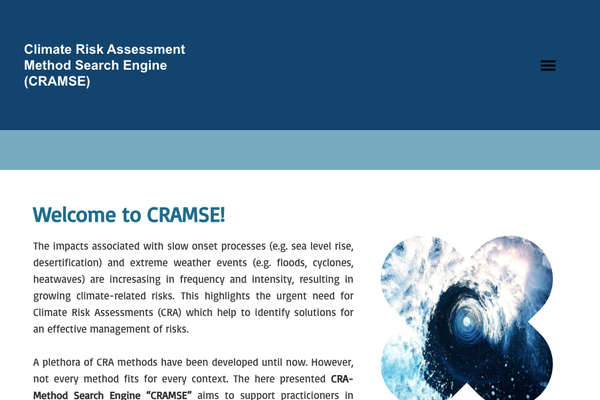 Climate Risk Assessment
Method Search Engine
(CRAMSE)
Welcome to CRAMSE!
The impacts associated with slow onset processes (e.g. sea level rise,
desertification) and extreme weather events (e.g. floods, cyclones,
heatwaves) are incresasing in frequency and intensity, resulting in
growing climate-related risks. This highlights the urgent need for
Climate Risk Assessments (CRA) which help to identify solutions for
an effective management of risks.
A plethora of CRA methods have been developed until now. However,
not every method fits for every context. The here presented CRA-
Method Search Engine “CRAMSE” aims to support practicioners in